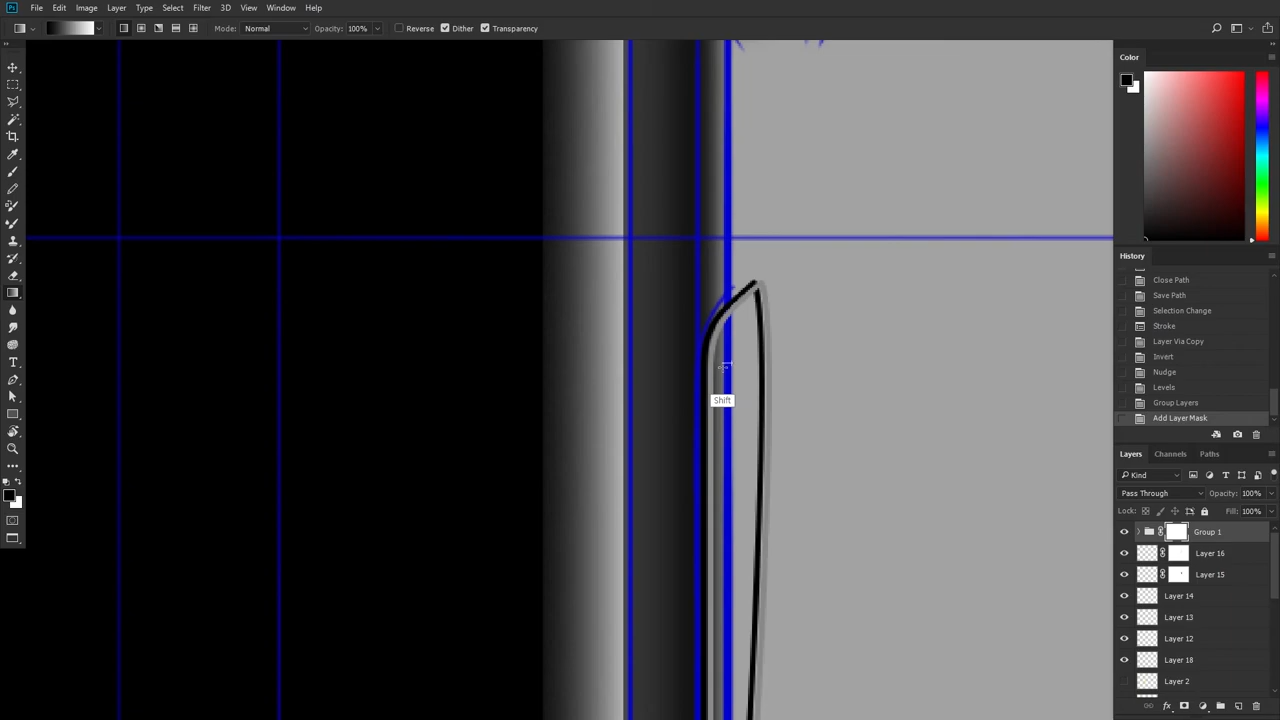 Ps File Edit Image Layer Type Select Filter 3D View Window Help
Mode: Normal Opacity: 100% Reverse Dither Transparency
Color
Shift
History
Close Path
Save Path
Selection Change
Stroke
Layer Via Copy
Invert
Nudge
Levels
Group Layers
Add Layer Mask
Layers Channels Paths
Kind
Pass Through Opacity: 100%
Lock: Fill: 100%
Group 1
Layer 16
Layer 15
Layer 14
Layer 13
Layer 12
Layer 18
Layer 2